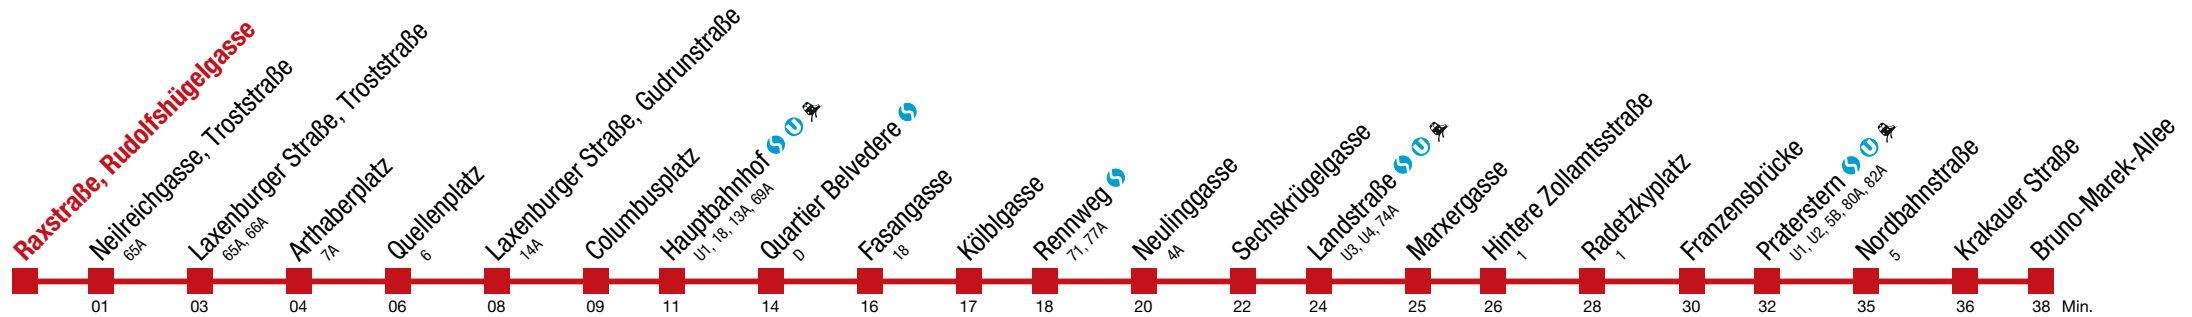 Raxstraße, Rudolfshügelgasse
Neilreichgasse, Troststraße
65A
Laxenburger Straße, Troststraße
65A, 66A
Arthaberplatz
7A
Quellenplatz
6
Laxenburger Straße, Gudrunstraße
14A
Columbusplatz
Hauptbahnhof S U
U1, 18, 13A, 69A
Quartier Belvedere S
D
Fasangasse
18
Kölblgasse
Rennweg S
71, 77A
Neulinggasse
4A
Sechskrügelgasse
Landstraße S U
U3, U4, 74A
Marxergasse
Hintere Zollamtsstraße
1
Radetzkyplatz
1
Franzensbrücke
Praterstern S U
U1, U2, 5B, 80A, 82A
Nordbahnstraße
5
Krakauer Straße
Bruno-Marek-Allee
01 03 04 06 08 09 11 14 16 17 18 20 22 24 25 26 28 30 32 35 36 38 Min.